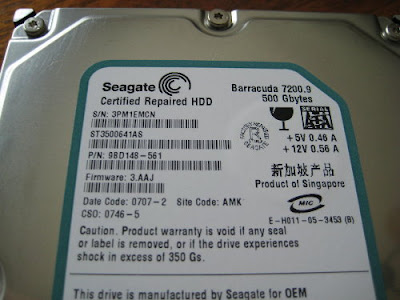 Seagate
Certified Repaired HDD
S/N: 3PM1EMCN
ST3500641AS
P/N: 9BD148-561
Firmware: 3.AAJ
Date Code: 0707-2 Site Code: AMK
CSO: 0746-5
Barracuda 7200.9
500 Gbytes
SERIAL
+5V 0.46 A
+12V 0.56 A
新加坡产品
Product of Singapore
MIC
E-H011-05-3453 (B)
Caution. Product warranty is void if any seal
or label is removed, or if the drive experiences
shock in excess of 350 Gs.
This drive is manufactured by Seagate for OEM